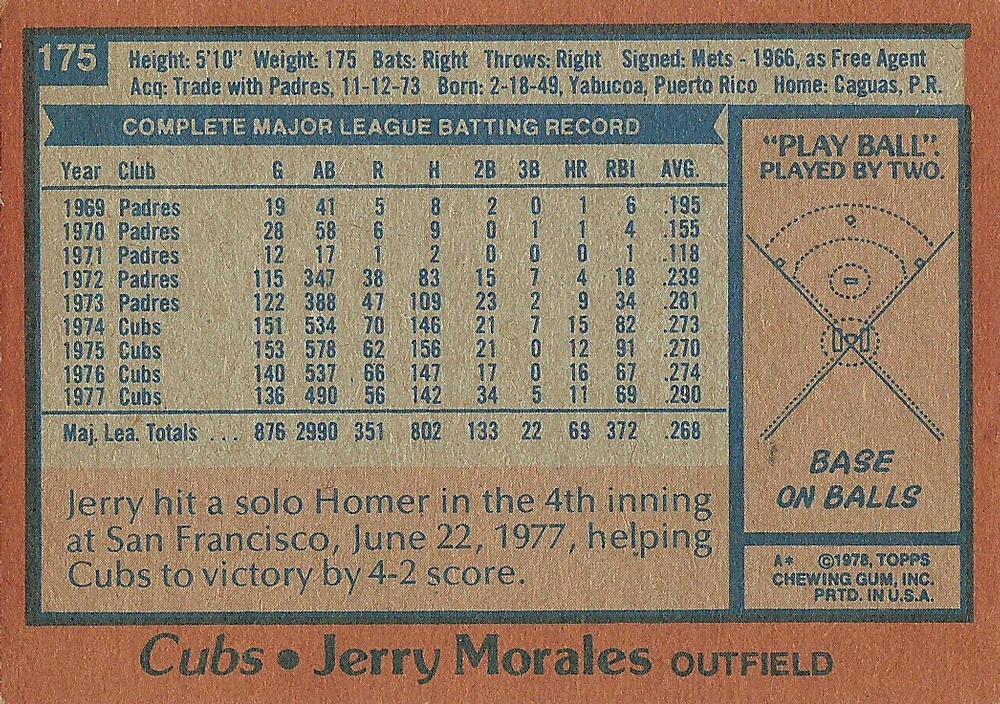 175
Height: 5'10" Weight: 175 Bats: Right Throws: Right Signed: Mets - 1966, as Free Agent
Acq: Trade with Padres, 11-12-73 Born: 2-18-49, Yabucoa, Puerto Rico Home: Caguas, P.R.
COMPLETE MAJOR LEAGUE BATTING RECORD
Year Club G AB R H 2B 3B HR RBI AVG.
1969 Padres 19 41 5 8 2 0 1 6 .195
1970 Padres 28 58 6 9 0 1 1 4 .155
1971 Padres 12 17 1 2 0 0 0 1 .118
1972 Padres 115 347 38 83 15 7 4 18 .239
1973 Padres 122 388 47 109 23 2 9 34 .281
1974 Cubs 151 534 70 146 21 7 15 82 .273
1975 Cubs 153 578 62 156 21 0 12 91 .270
1976 Cubs 140 537 66 147 17 0 16 67 .274
1977 Cubs 136 490 56 142 34 5 11 69 .290
Maj. Lea. Totals ... 876 2990 351 802 133 22 69 372 .268
Jerry hit a solo Homer in the 4th inning
at San Francisco, June 22, 1977, helping
Cubs to victory by 4-2 score.
"PLAY BALL".
PLAYED BY TWO.
BASE
ON BALLS
A* ©1978, TOPPS
CHEWING GUM, INC.
PRTD. IN U.S.A.
Cubs • Jerry Morales OUTFIELD